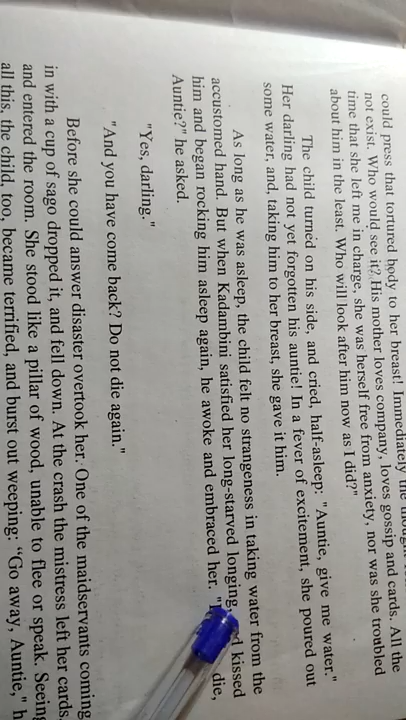 could press that tortured body to her breast! Immediately the
not exist. Who would see it? His mother loves company, loves gossip and cards. All the
time that she left me in charge, she was herself free from anxiety, nor was she troubled
about him in the least. Who will look after him now as I did?"
The child turned on his side, and cried, half-asleep: "Auntie, give me water."
Her darling had not yet forgotten his auntie! In a fever of excitement, she poured out
some water, and, taking him to her breast, she gave it him.
As long as he was asleep, the child felt no strangeness in taking water from the
accustomed hand. But when Kadambini satisfied her long-starved longing, kissed
him and began rocking him asleep again, he awoke and embraced her. die,
Auntie?" he asked.
"Yes, darling."
"And you have come back? Do not die again."
Before she could answer disaster overtook her. One of the maidservants coming
in with a cup of sago dropped it, and fell down. At the crash the mistress left her cards,
and entered the room. She stood like a pillar of wood, unable to flee or speak. Seeing
all this, the child, too, became terrified, and burst out weeping: "Go away, Auntie," h